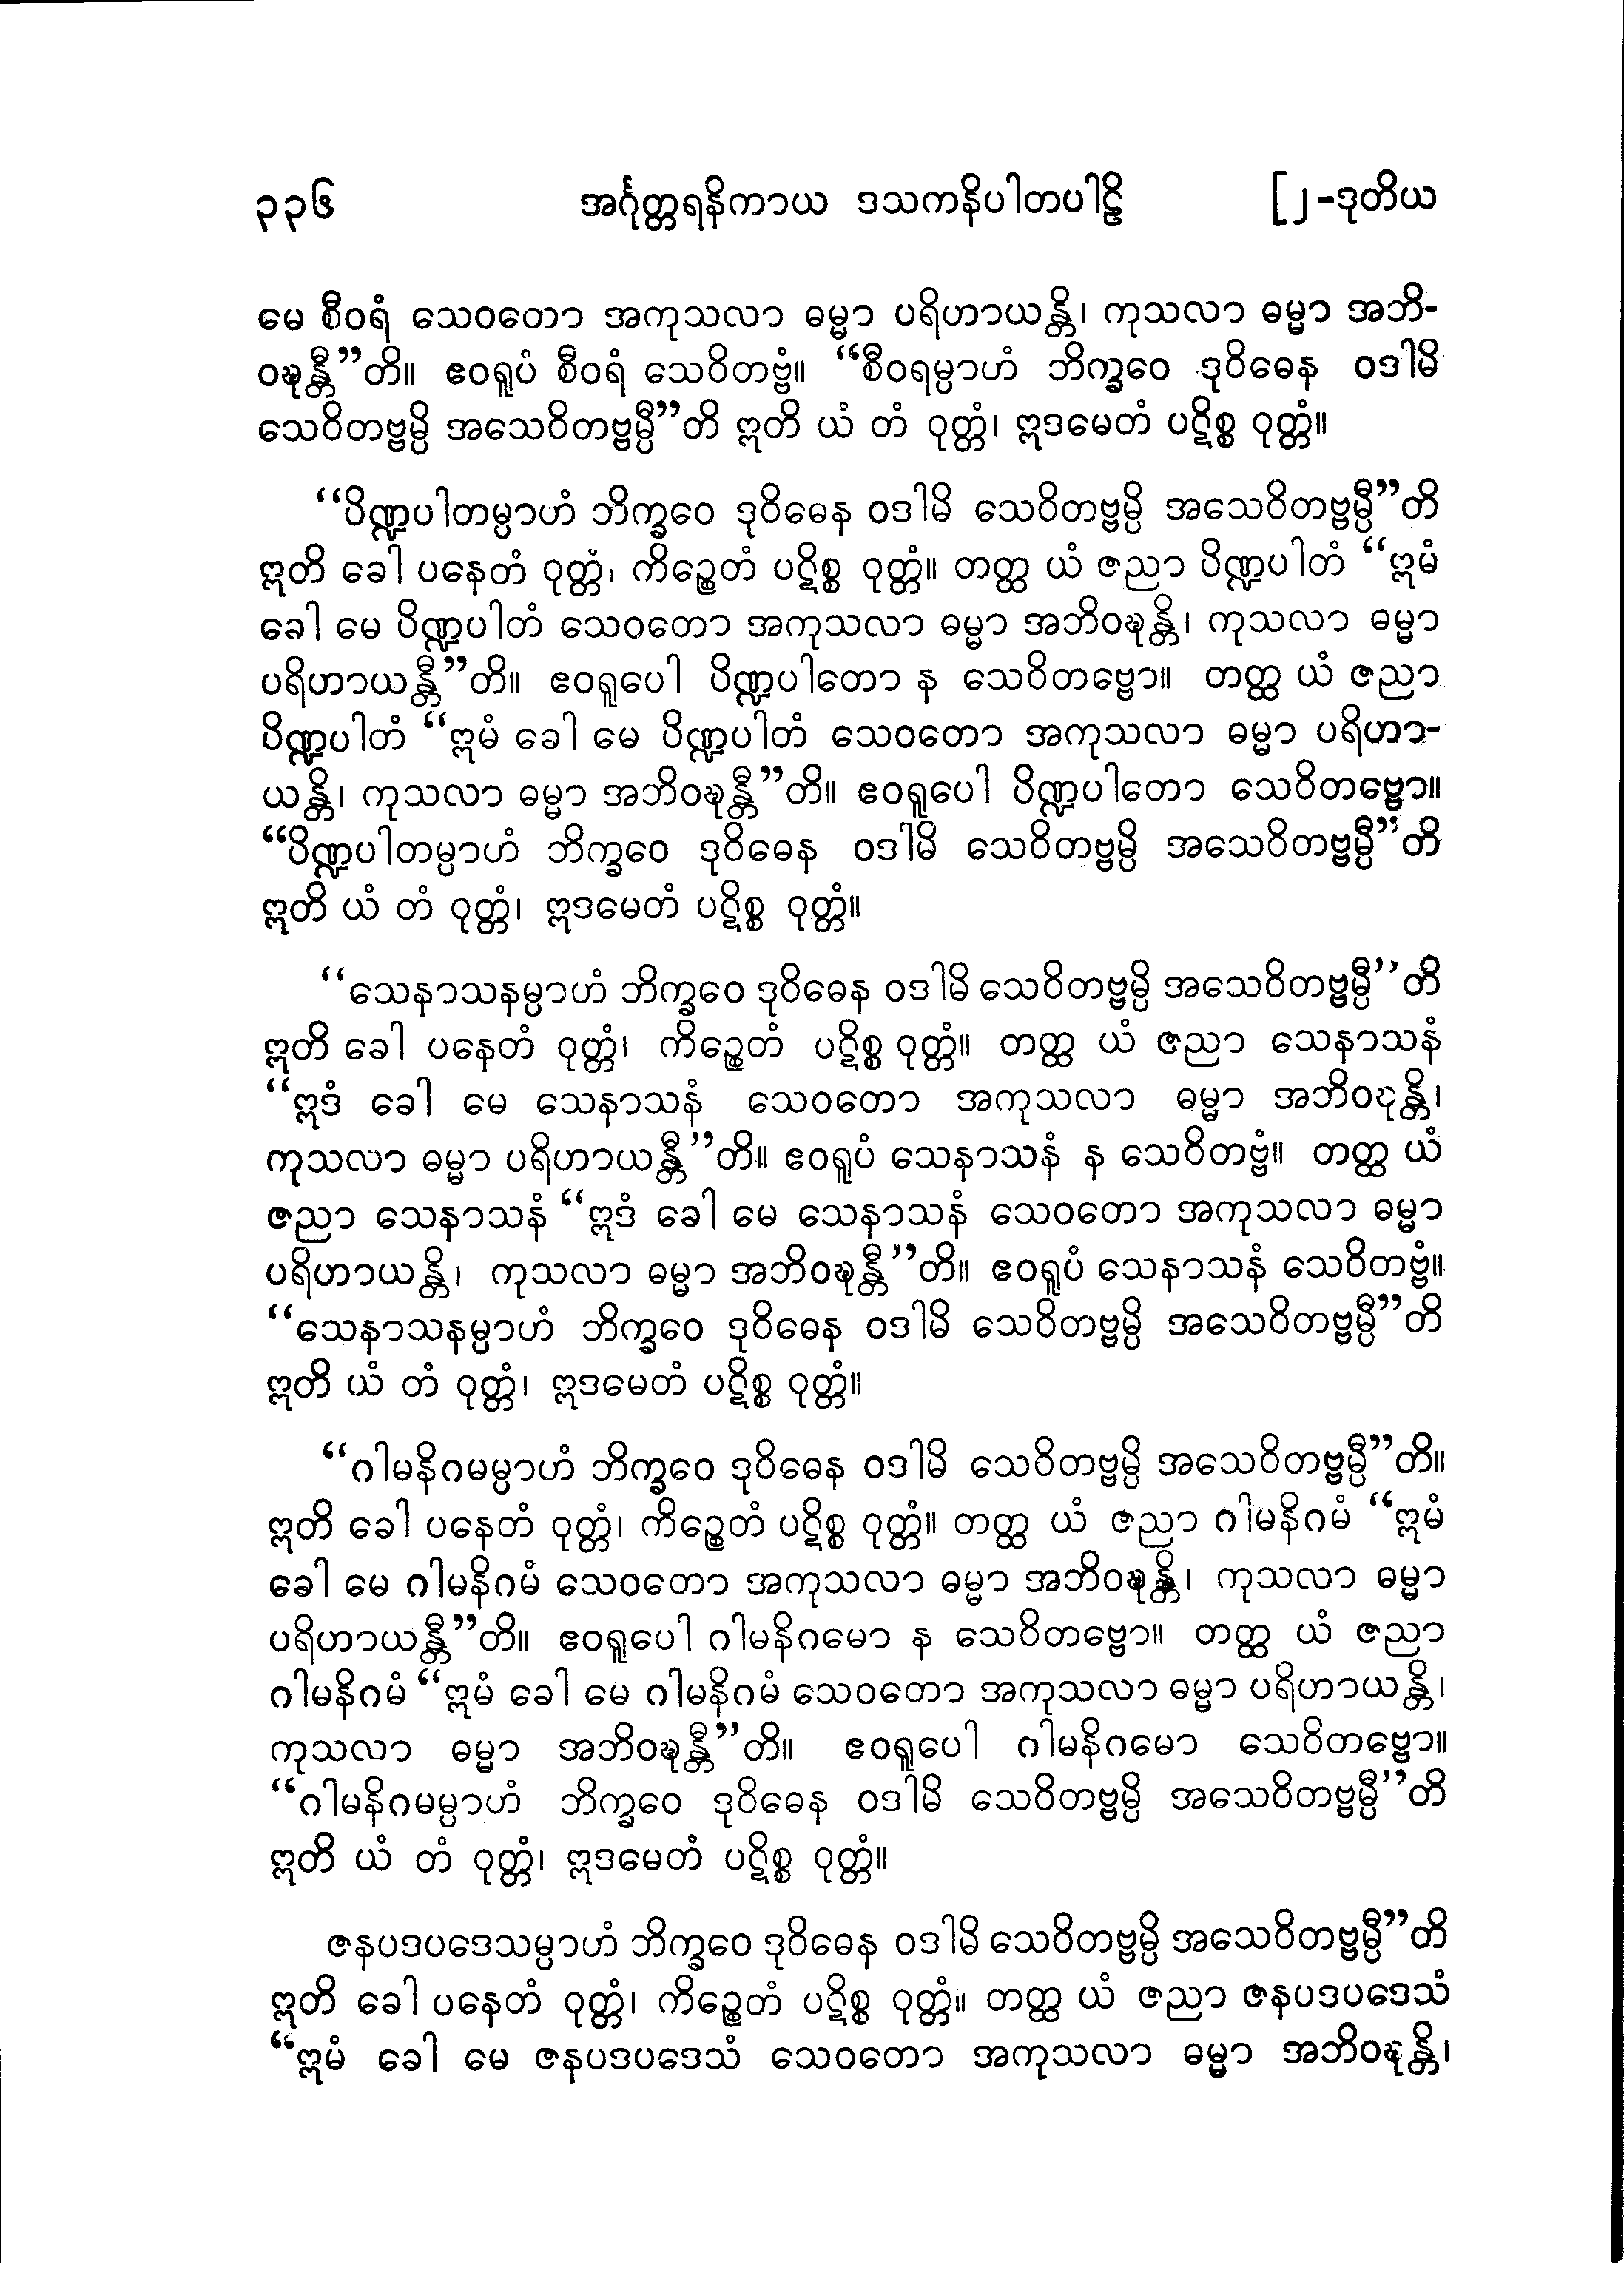 ၃၃၆ အင်္ဂုတ္တရနိကာယ ဒသကနိပါတပါဠိ [၂-ဒုတိယ
မေ စီဝရံ သေဝတော အကုသလာ ဓမ္မာ ပရိဟာယန္တိ၊ ကုသလာ ဓမ္မာ အဘိ-
ဝဍ္ဎန္တီ”တိ။ ဧဝရူပံ စီဝရံ သေဝိတဗ္ဗံ။ “စီဝရမ္ပာဟံ ဘိက္ခဝေ ဒုဝိဓေန ဝဒါမိ
သေဝိတဗ္ဗမ္ပိ အသေဝိတဗ္ဗမ္ပီ”တိ ဣတိ ယံ တံ ဝုတ္တံ၊ ဣဒမေတံ ပဋိစ္စ ဝုတ္တံ။
“ပိဏ္ဍပါတမ္ပာဟံ ဘိက္ခဝေ ဒုဝိဓေန ဝဒါမိ သေဝိတဗ္ဗမ္ပိ အသေဝိတဗ္ဗမ္ပီ”တိ
ဣတိ ခေါ ပနေတံ ဝုတ္တံ၊ ကိဉ္စေတံ ပဋိစ္စ ဝုတ္တံ။ တတ္ထ ယံ ဇညာ ပိဏ္ဍပါတံ “ဣမံ
ခေါ မေ ပိဏ္ဍပါတံ သေဝတော အကုသလာ ဓမ္မာ အဘိဝဍ္ဎန္တိ၊ ကုသလာ ဓမ္မာ
ပရိဟာယန္တီ”တိ။ ဧဝရူပေါ ပိဏ္ဍပါတော န သေဝိတဗ္ဗော။ တတ္ထ ယံ ဇညာ
ပိဏ္ဍပါတံ “ဣမံ ခေါ မေ ပိဏ္ဍပါတံ သေဝတော အကုသလာ ဓမ္မာ ပရိဟာ-
ယန္တိ၊ ကုသလာ ဓမ္မာ အဘိဝဍ္ဎန္တီ”တိ။ ဧဝရူပေါ ပိဏ္ဍပါတော သေဝိတဗ္ဗော။
“ပိဏ္ဍပါတမ္ပာဟံ ဘိက္ခဝေ ဒုဝိဓေန ဝဒါမိ သေဝိတဗ္ဗမ္ပိ အသေဝိတဗ္ဗမ္ပီ”တိ
ဣတိ ယံ တံ ဝုတ္တံ၊ ဣဒမေတံ ပဋိစ္စ ဝုတ္တံ။
“သေနာသနမ္ပာဟံ ဘိက္ခဝေ ဒုဝိဓေန ဝဒါမိ သေဝိတဗ္ဗမ္ပိ အသေဝိတဗ္ဗမ္ပီ”တိ
ဣတိ ခေါ ပနေတံ ဝုတ္တံ၊ ကိဉ္စေတံ ပဋိစ္စ ဝုတ္တံ။ တတ္ထ ယံ ဇညာ သေနာသနံ
“ဣဒံ ခေါ မေ သေနာသနံ သေဝတော အကုသလာ ဓမ္မာ အဘိဝဍ္ဎန္တိ၊
ကုသလာ ဓမ္မာ ပရိဟာယန္တီ”တိ။ ဧဝရူပံ သေနာသနံ န သေဝိတဗ္ဗံ။ တတ္ထ ယံ
ဇညာ သေနာသနံ “ဣဒံ ခေါ မေ သေနာသနံ သေဝတော အကုသလာ ဓမ္မာ
ပရိဟာယန္တိ၊ ကုသလာ ဓမ္မာ အဘိဝဍ္ဎန္တီ”တိ။ ဧဝရူပံ သေနာသနံ သေဝိတဗ္ဗံ။
“သေနာသနမ္ပာဟံ ဘိက္ခဝေ ဒုဝိဓေန ဝဒါမိ သေဝိတဗ္ဗမ္ပိ အသေဝိတဗ္ဗမ္ပီ”တိ
ဣတိ ယံ တံ ဝုတ္တံ၊ ဣဒမေတံ ပဋိစ္စ ဝုတ္တံ။
“ဂါမနိဂမမ္ပာဟံ ဘိက္ခဝေ ဒုဝိဓေန ဝဒါမိ သေဝိတဗ္ဗမ္ပိ အသေဝိတဗ္ဗမ္ပီ”တိ။
ဣတိ ခေါ ပနေတံ ဝုတ္တံ၊ ကိဉ္စေတံ ပဋိစ္စ ဝုတ္တံ။ တတ္ထ ယံ ဇညာ ဂါမနိဂမံ “ဣမံ
ခေါ မေ ဂါမနိဂမံ သေဝတော အကုသလာ ဓမ္မာ အဘိဝဍ္ဎန္တိ၊ ကုသလာ ဓမ္မာ
ပရိဟာယန္တီ”တိ။ ဧဝရူပေါ ဂါမနိဂမော န သေဝိတဗ္ဗော။ တတ္ထ ယံ ဇညာ
ဂါမနိဂမံ “ဣမံ ခေါ မေ ဂါမနိဂမံ သေဝတော အကုသလာ ဓမ္မာ ပရိဟာယန္တိ၊
ကုသလာ ဓမ္မာ အဘိဝဍ္ဎန္တီ”တိ။ ဧဝရူပေါ ဂါမနိဂမော သေဝိတဗ္ဗော။
“ဂါမနိဂမမ္ပာဟံ ဘိက္ခဝေ ဒုဝိဓေန ဝဒါမိ သေဝိတဗ္ဗမ္ပိ အသေဝိတဗ္ဗမ္ပီ”တိ
ဣတိ ယံ တံ ဝုတ္တံ၊ ဣဒမေတံ ပဋိစ္စ ဝုတ္တံ။
ဇနပဒပဒေသမ္ပာဟံ ဘိက္ခဝေ ဒုဝိဓေန ဝဒါမိ သေဝိတဗ္ဗမ္ပိ အသေဝိတဗ္ဗမ္ပီ”တိ
ဣတိ ခေါ ပနေတံ ဝုတ္တံ၊ ကိဉ္စေတံ ပဋိစ္စ ဝုတ္တံ။ တတ္ထ ယံ ဇညာ ဇနပဒပဒေသံ
“ဣမံ ခေါ မေ ဇနပဒပဒေသံ သေဝတော အကုသလာ ဓမ္မာ အဘိဝဍ္ဎန္တိ၊